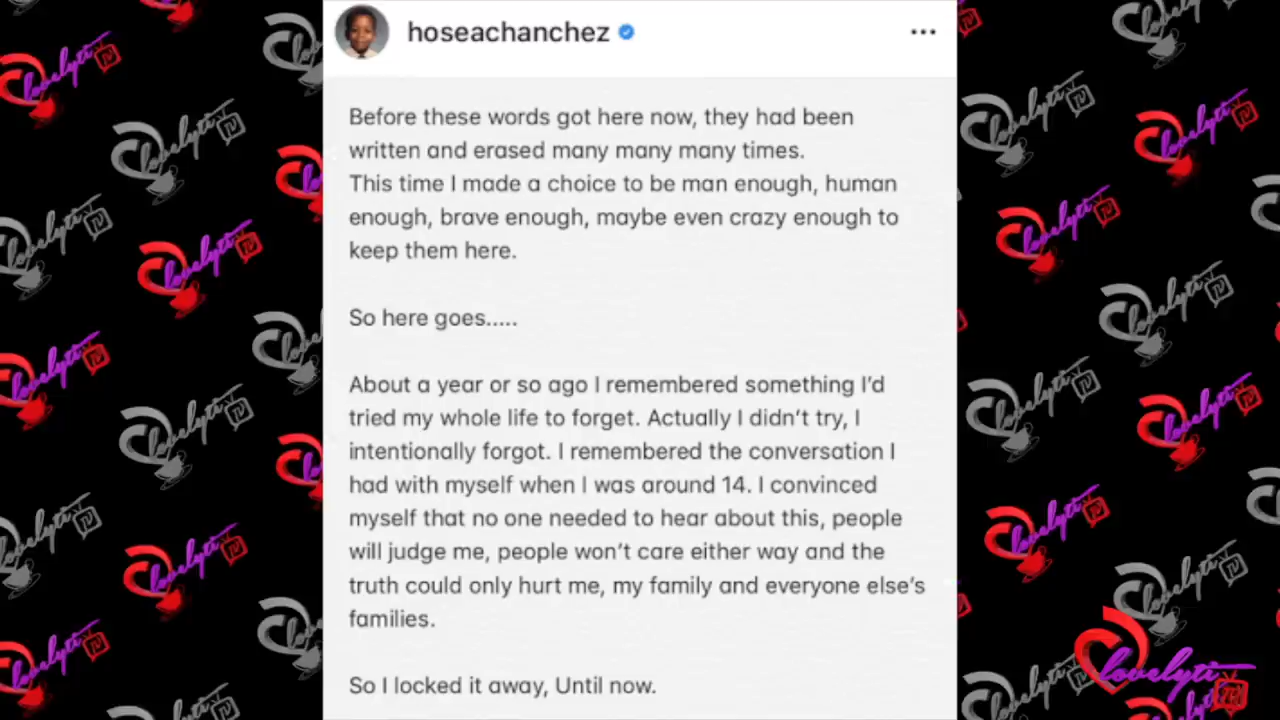 hoseachanchez
Before these words got here now, they had been
written and erased many many many times.
This time I made a choice to be man enough, human
enough, brave enough, maybe even crazy enough to
keep them here.
So here goes.....
About a year or so ago I remembered something I'd
tried my whole life to forget. Actually I didn't try, I
intentionally forgot. I remembered the conversation I
had with myself when I was around 14. I convinced
myself that no one needed to hear about this, people
will judge me, people won't care either way and the
truth could only hurt me, my family and everyone else's
families.
So I locked it away, Until now.
lovelyti TV